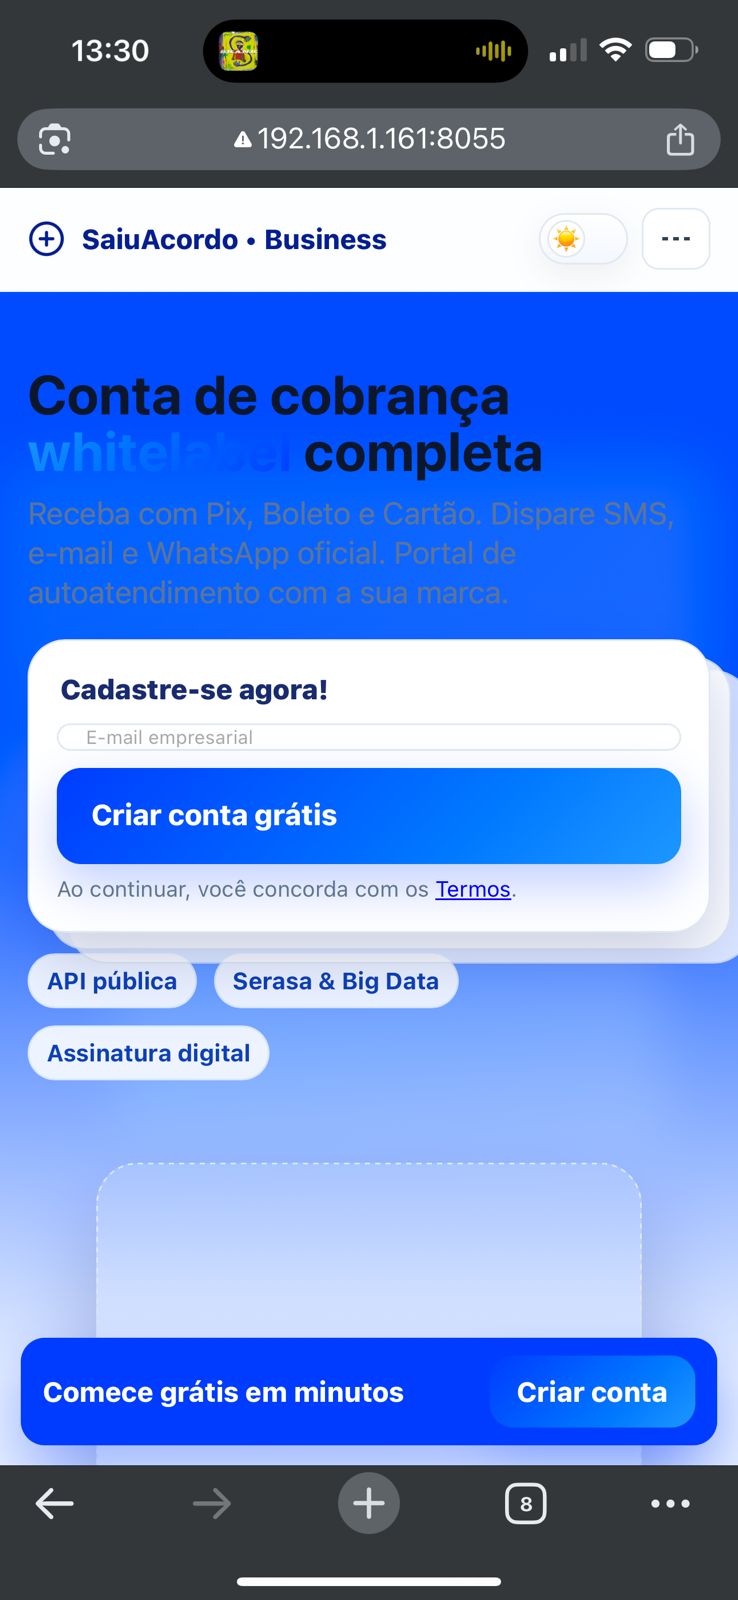 13:30
192.168.1.161:8055
SaiuAcordo • Business
Conta de cobrança
whitelabel completa
Receba com Pix, Boleto e Cartão. Dispare SMS,
e-mail e WhatsApp oficial. Portal de
autoatendimento com a sua marca.
Cadastre-se agora!
E-mail empresarial
Criar conta grátis
Ao continuar, você concorda com os Termos.
API pública
Serasa & Big Data
Assinatura digital
Comece grátis em minutos
Criar conta
8